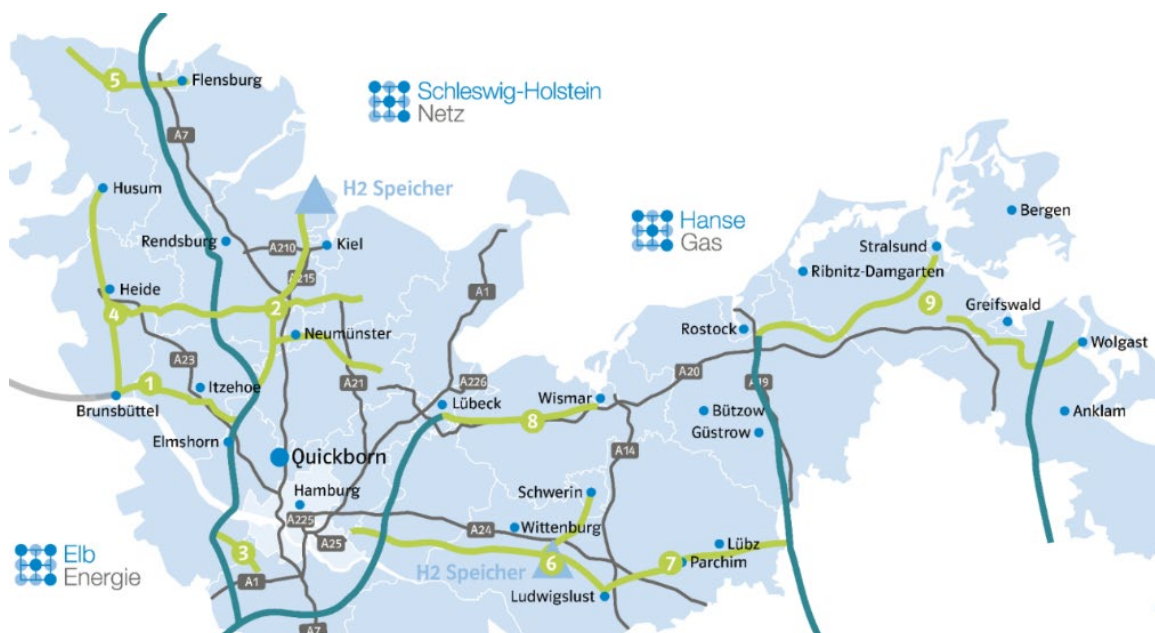 5
Flensburg
Schleswig-Holstein
Netz
A7
Husum
H2 Speicher
Hanse
Gas
Bergen
Rendsburg
A210
Kiel
Stralsund
Ribnitz-Damgarten
A215
A1
Heide
2
9
4
Greifswald
Neumünster
Rostock
Wolgast
A23
A21
A20
A19
1
Itzehoe
A226
Brunsbüttel
Lübeck
Wismar
8
Bützow
Anklam
Elmshorn
Güstrow
Quickborn
A14
Hamburg
Schwerin
A225
A24
Wittenburg
A25
Lübz
Elb
Energie
3
6
7
Parchim
H2 Speicher
A1
Ludwigslust
A7